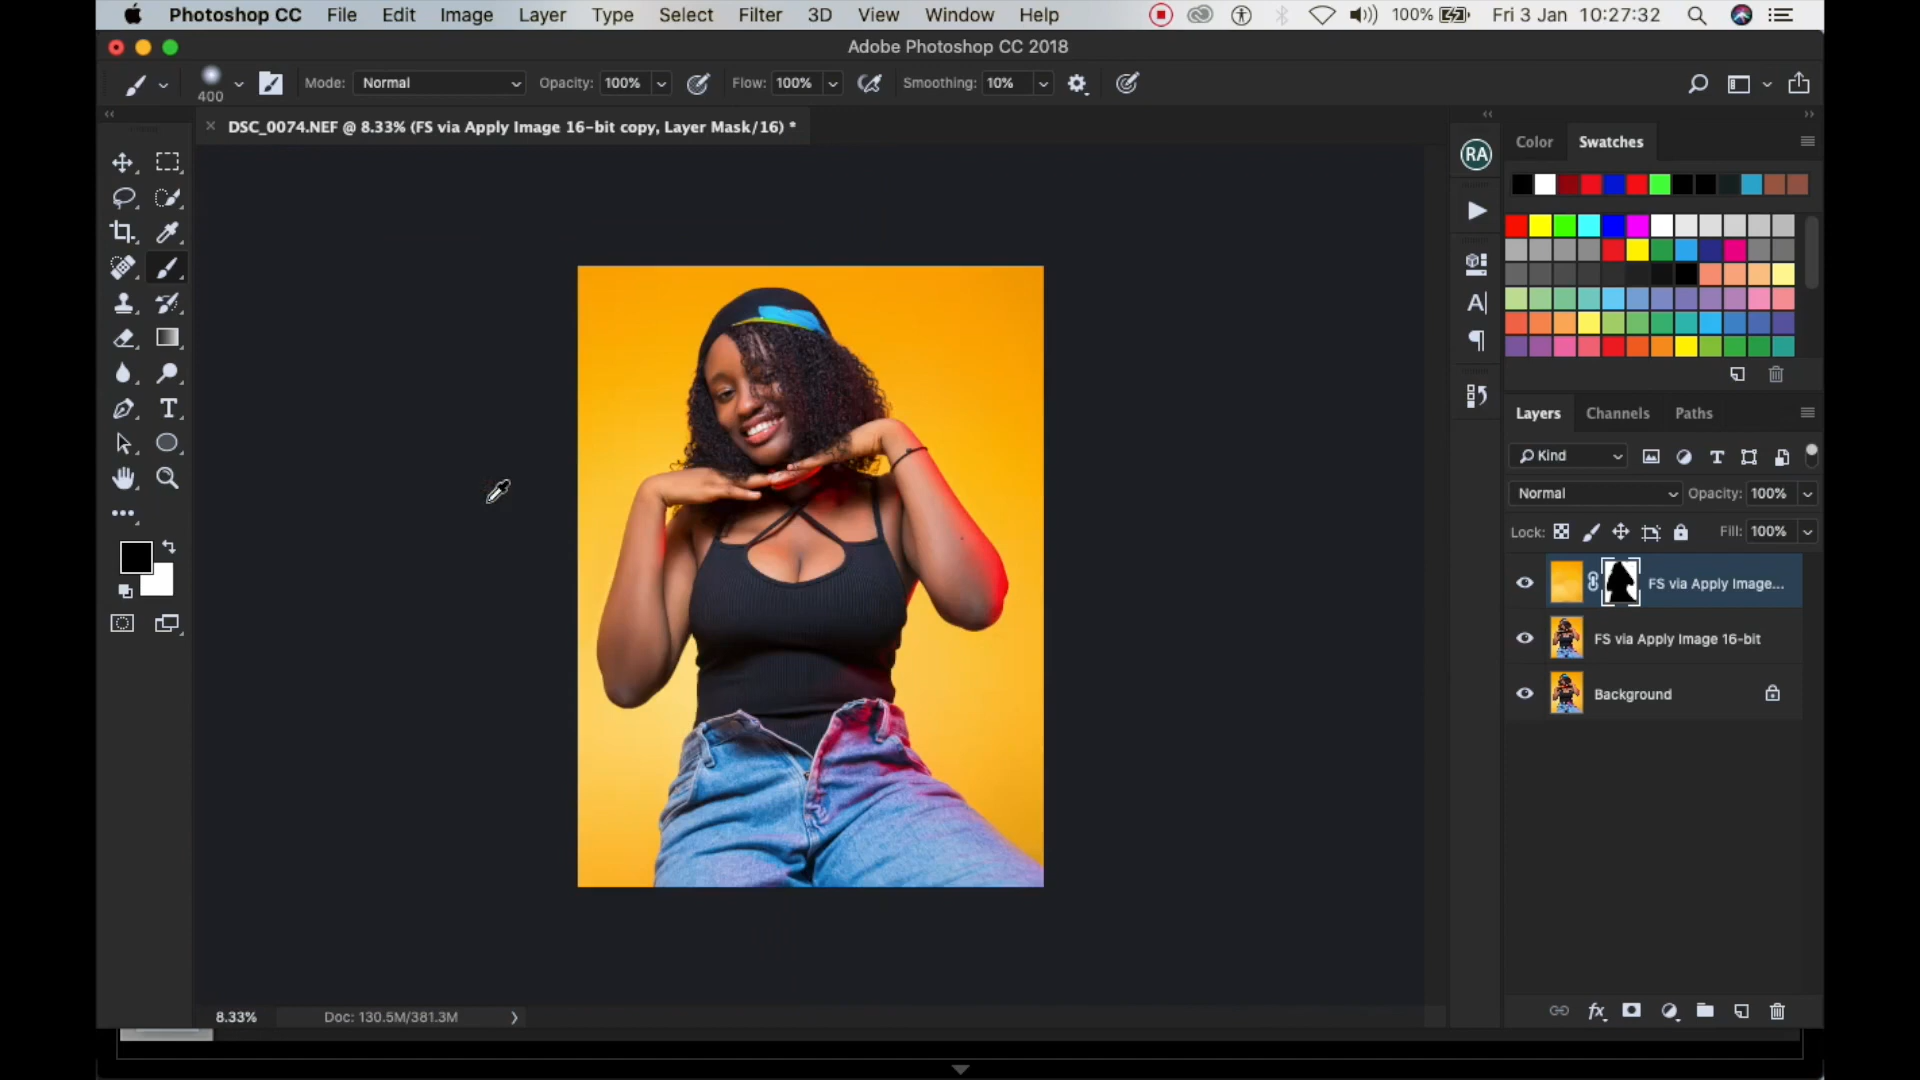 Photoshop CC File Edit Image Layer Type Select Filter 3D View Window Help 100% Fri 3 Jan 10:27:32
Adobe Photoshop CC 2018
400 Mode: Normal Opacity: 100% Flow: 100% Smoothing: 10%
× DSC_0074.NEF @ 8.33% (FS via Apply Image 16-bit copy, Layer Mask/16) *
RA
Color Swatches
Layers Channels Paths
Kind
Normal Opacity: 100%
Lock: Fill: 100%
FS via Apply Image...
FS via Apply Image 16-bit
Background
8.33% Doc: 130.5M/381.3M
fx